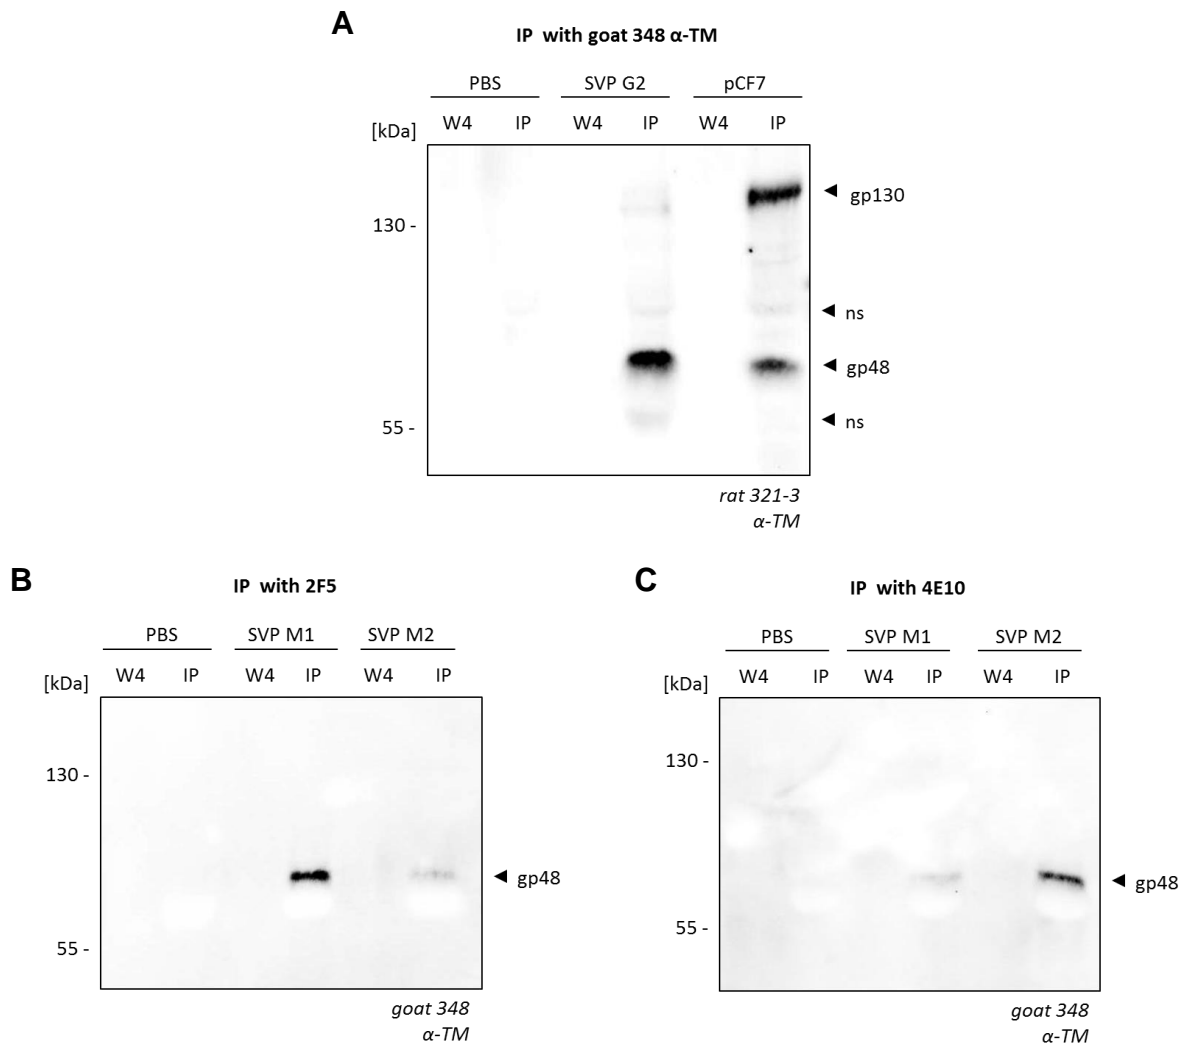 A
IP with goat 348 α-TM
PBS SVP G2 pCF7
W4 IP W4 IP W4 IP
[kDa]
gp130
130 -
ns
gp48
ns
55 -
rat 321-3
α-TM
B
IP with 2F5
PBS SVP M1 SVP M2
W4 IP W4 IP W4 IP
[kDa]
130 -
gp48
55 -
goat 348
α-TM
C
IP with 4E10
PBS SVP M1 SVP M2
W4 IP W4 IP W4 IP
[kDa]
130 -
gp48
55 -
goat 348
α-TM